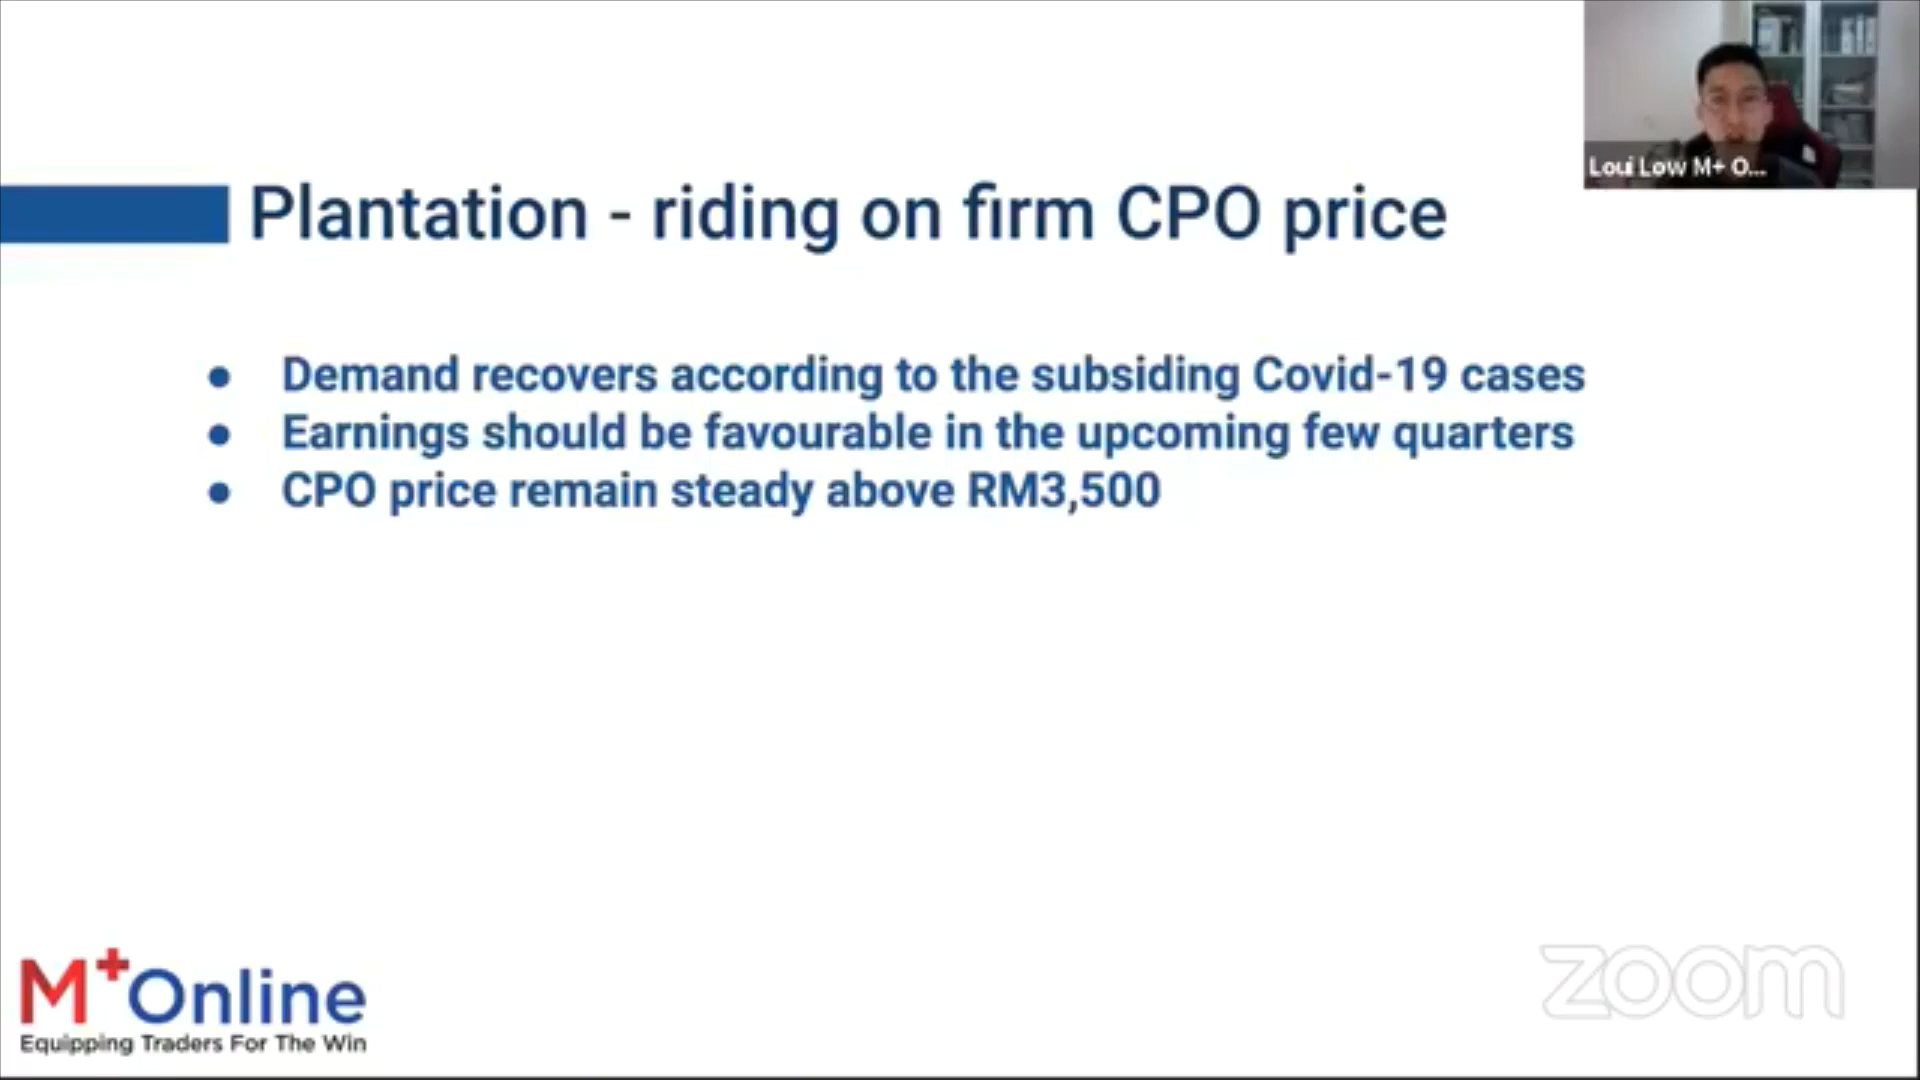 Loui Low M+ O...
Plantation - riding on firm CPO price
● Demand recovers according to the subsiding Covid-19 cases
● Earnings should be favourable in the upcoming few quarters
● CPO price remain steady above RM3,500
M+Online
Equipping Traders For The Win
zoom